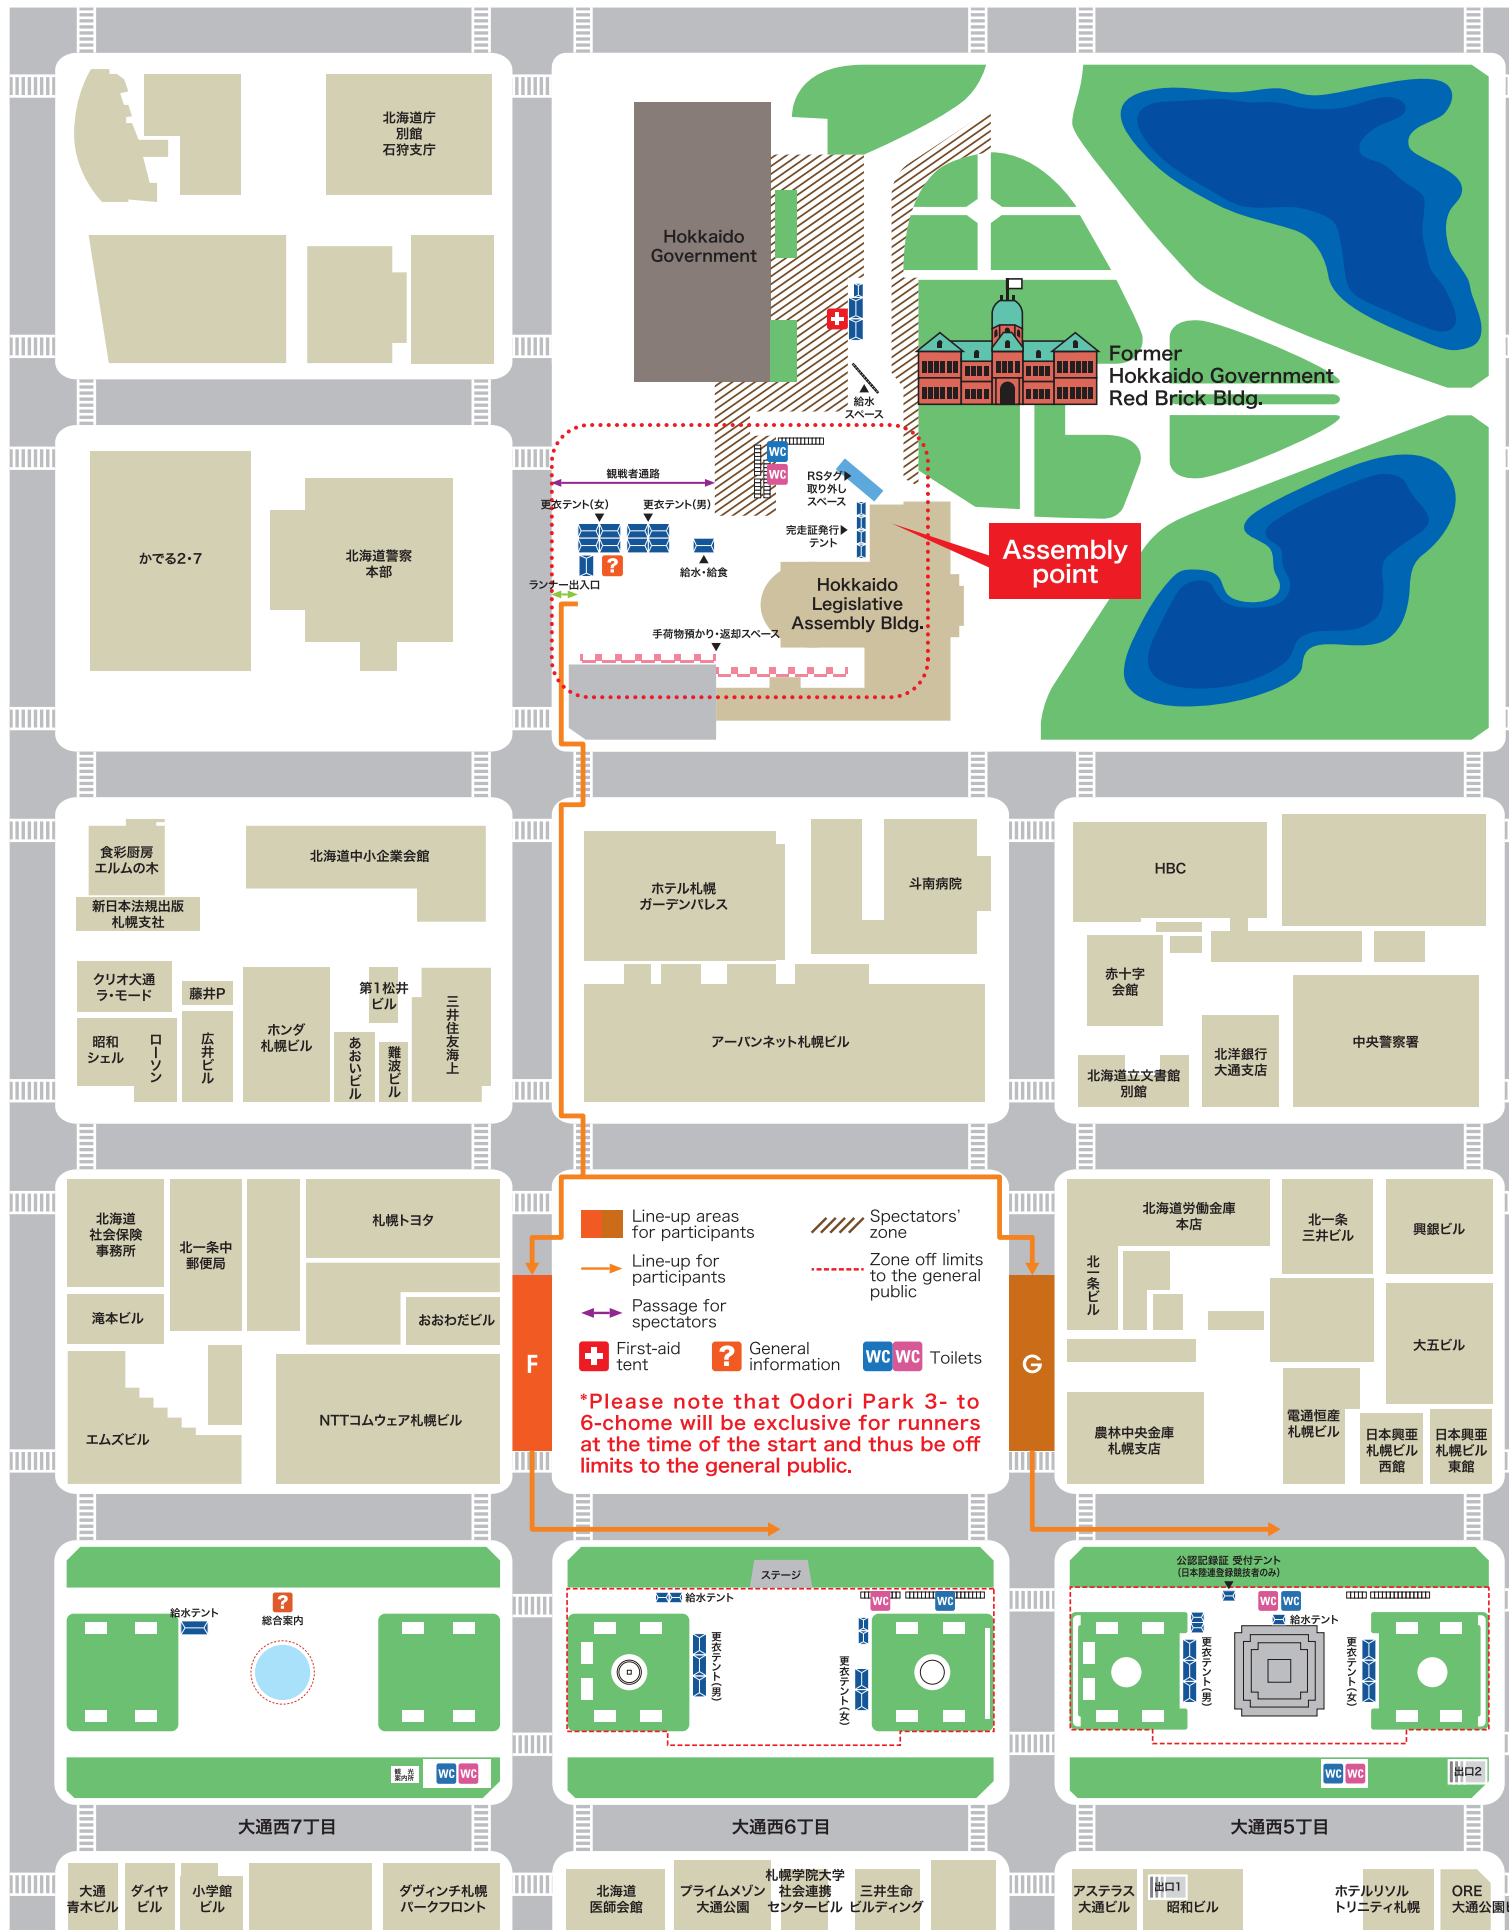 北海道庁
別館
石狩支庁
Hokkaido
Government
Former
Hokkaido Government
Red Brick Bldg.
給水
スペース
観戦者通路
WC
WC
RSタグ
取り外し
スペース
更衣テント(女)
更衣テント(男)
完走証発行
テント
給水・給食
?
ランナー出入口
手荷物預かり・返却スペース
Hokkaido
Legislative
Assembly Bldg.
Assembly
point
かでる2・7
北海道警察
本部
食彩厨房
エルムの木
新日本法規出版
札幌支社
北海道中小企業会館
クリオ大通
ラ・モード
藤井P
昭和
シェル
ローソン
広井ビル
ホンダ
札幌ビル
第1松井
ビル
あおいビル
難波ビル
三井住友海上
ホテル札幌
ガーデンパレス
斗南病院
アーバンネット札幌ビル
HBC
赤十字
会館
北海道立文書館
別館
北洋銀行
大通支店
中央警察署
北海道
社会保険
事務所
北一条中
郵便局
札幌トヨタ
滝本ビル
おおわだビル
エムズビル
NTTコムウェア札幌ビル
F
Line-up areas
for participants
Line-up for
participants
Passage for
spectators
Spectators'
zone
Zone off limits
to the general
public
First-aid
tent
?
General
information
WC
WC
Toilets
*Please note that Odori Park 3- to
6-chome will be exclusive for runners
at the time of the start and thus be off
limits to the general public.
G
北海道労働金庫
本店
北一条
三井ビル
興銀ビル
北一条ビル
大五ビル
農林中央金庫
札幌支店
電通恒産
札幌ビル
日本興亜
札幌ビル
西館
日本興亜
札幌ビル
東館
?
総合案内
給水テント
観光
案内所
WC
WC
大通西7丁目
ステージ
給水テント
WC
WC
更衣テント(男)
更衣テント(女)
大通西6丁目
公認記録証 受付テント
(日本陸連登録競技者のみ)
WC
WC
給水テント
更衣テント(男)
更衣テント(女)
WC
WC
出口2
大通西5丁目
大通
青木ビル
ダイヤ
ビル
小学館
ビル
ダヴィンチ札幌
パークフロント
北海道
医師会館
プライムメゾン
大通公園
札幌学院大学
社会連携
センタービル
三井生命
ビルディング
アステラス
大通ビル
出口1
昭和ビル
ホテルリソル
トリニティ札幌
ORE
大通公園